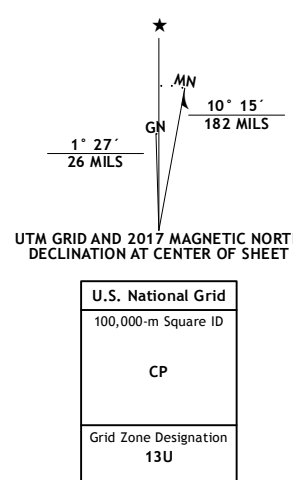 MN
GN
10° 15´
182 MILS
1° 27´
26 MILS
UTM GRID AND 2017 MAGNETIC NORT
DECLINATION AT CENTER OF SHEET
U.S. National Grid
100,000-m Square ID
CP
Grid Zone Designation
13U